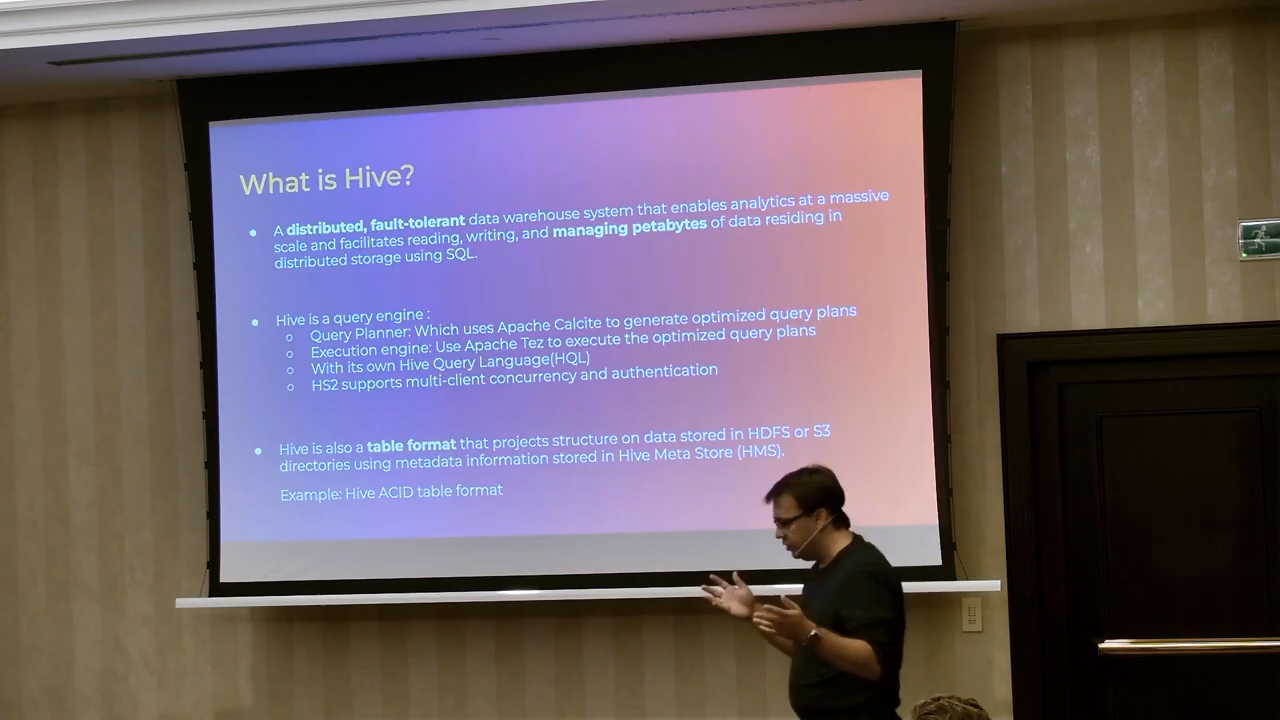 What is Hive?
● A distributed, fault-tolerant data warehouse system that enables analytics at a massive
scale and facilitates reading, writing, and managing petabytes of data residing in
distributed storage using SQL.
● Hive is a query engine :
○ Query Planner: Which uses Apache Calcite to generate optimized query plans
○ Execution engine: Use Apache Tez to execute the optimized query plans
○ With its own Hive Query Language(HQL)
○ HS2 supports multi-client concurrency and authentication
● Hive is also a table format that projects structure on data stored in HDFS or S3
directories using metadata information stored in Hive Meta Store (HMS).
Example: Hive ACID table format